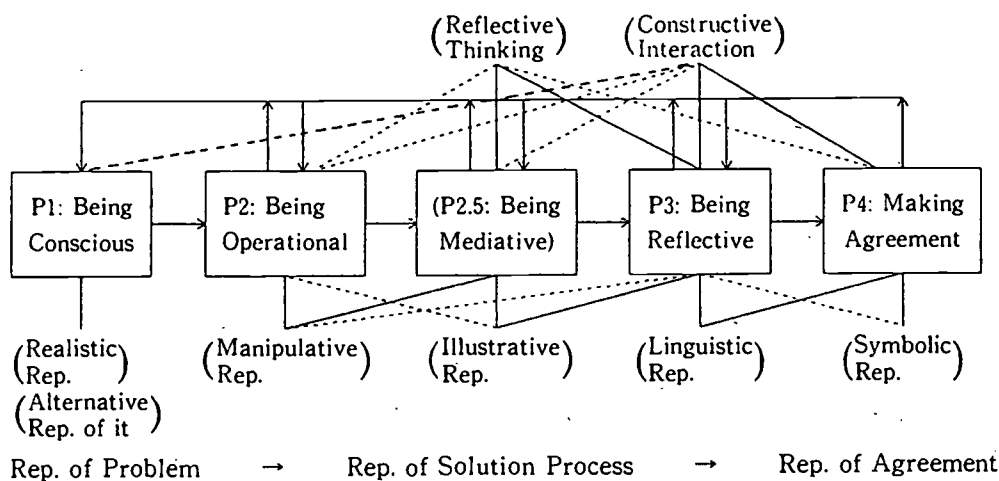 (Reflective Thinking) (Constructive Interaction)
P1: Being Conscious
P2: Being Operational
(P2.5: Being Mediative)
P3: Being Reflective
P4: Making Agreement
(Realistic Rep.) (Manipulative Rep.) (Illustrative Rep.) (Linguistic Rep.) (Symbolic Rep.)
(Alternative Rep. of it)
Rep. of Problem → Rep. of Solution Process → Rep. of Agreement